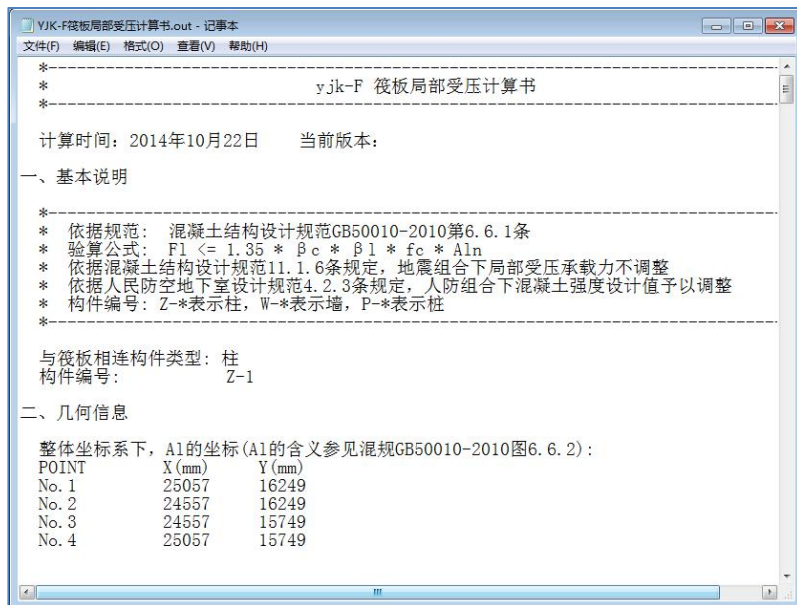 YJK-F筏板局部受压计算书.out - 记事本
文件(F) 编辑(E) 格式(O) 查看(V) 帮助(H)
*------------------------------------------------------------------------------
* yjk-F 筏板局部受压计算书
*------------------------------------------------------------------------------
计算时间: 2014年10月22日 当前版本:
一、基本说明
*------------------------------------------------------------------------------
* 依据规范: 混凝土结构设计规范GB50010-2010第6.6.1条
* 验算公式: Fl <= 1.35 * βc * βl * fc * Aln
* 依据混凝土结构设计规范11.1.6条规定，地震组合下局部受压承载力不调整
* 依据人民防空地下室设计规范4.2.3条规定，人防组合下混凝土强度设计值予以调整
* 构件编号: Z-*表示柱，W-*表示墙，P-*表示桩
*------------------------------------------------------------------------------
与筏板相连构件类型: 柱
构件编号: Z-1
二、几何信息
整体坐标系下，Al的坐标(Al的含义参见混规GB50010-2010图6.6.2):
POINT X(mm) Y(mm)
No.1 25057 16249
No.2 24557 16249
No.3 24557 15749
No.4 25057 15749